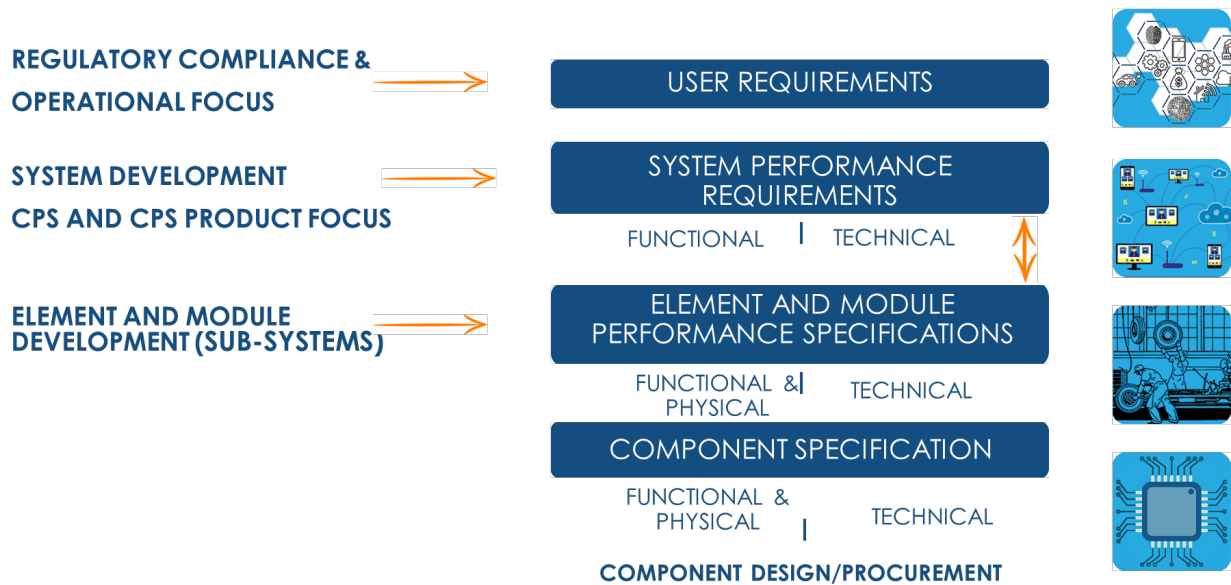 REGULATORY COMPLIANCE &
OPERATIONAL FOCUS
USER REQUIREMENTS
SYSTEM DEVELOPMENT
CPS AND CPS PRODUCT FOCUS
SYSTEM PERFORMANCE
REQUIREMENTS
FUNCTIONAL
TECHNICAL
ELEMENT AND MODULE
DEVELOPMENT (SUB-SYSTEMS)
ELEMENT AND MODULE
PERFORMANCE SPECIFICATIONS
FUNCTIONAL &
PHYSICAL
TECHNICAL
COMPONENT SPECIFICATION
FUNCTIONAL &
PHYSICAL
TECHNICAL
COMPONENT DESIGN/PROCUREMENT